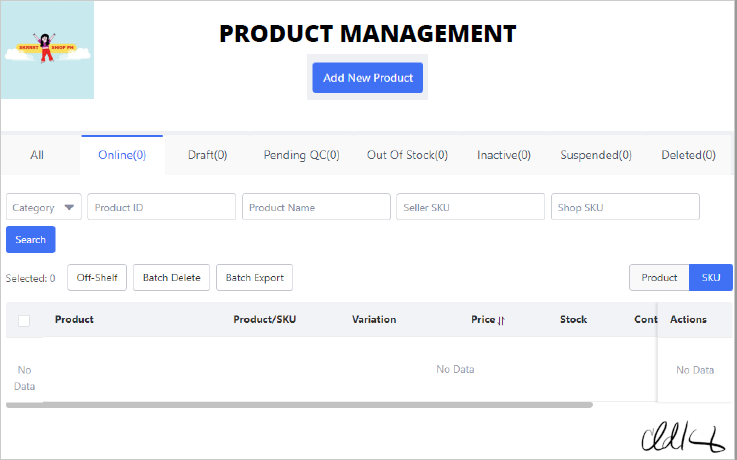 PRODUCT MANAGEMENT
SKERRT SHOP PH
Add New Product
All Online(0) Draft(0) Pending QC(0) Out Of Stock(0) Inactive(0) Suspended(0) Deleted(0)
Category Product ID Product Name Seller SKU Shop SKU
Search
Selected: 0 Off-Shelf Batch Delete Batch Export Product SKU
Product Product/SKU Variation Price Stock Cont Actions
No Data No Data No Data